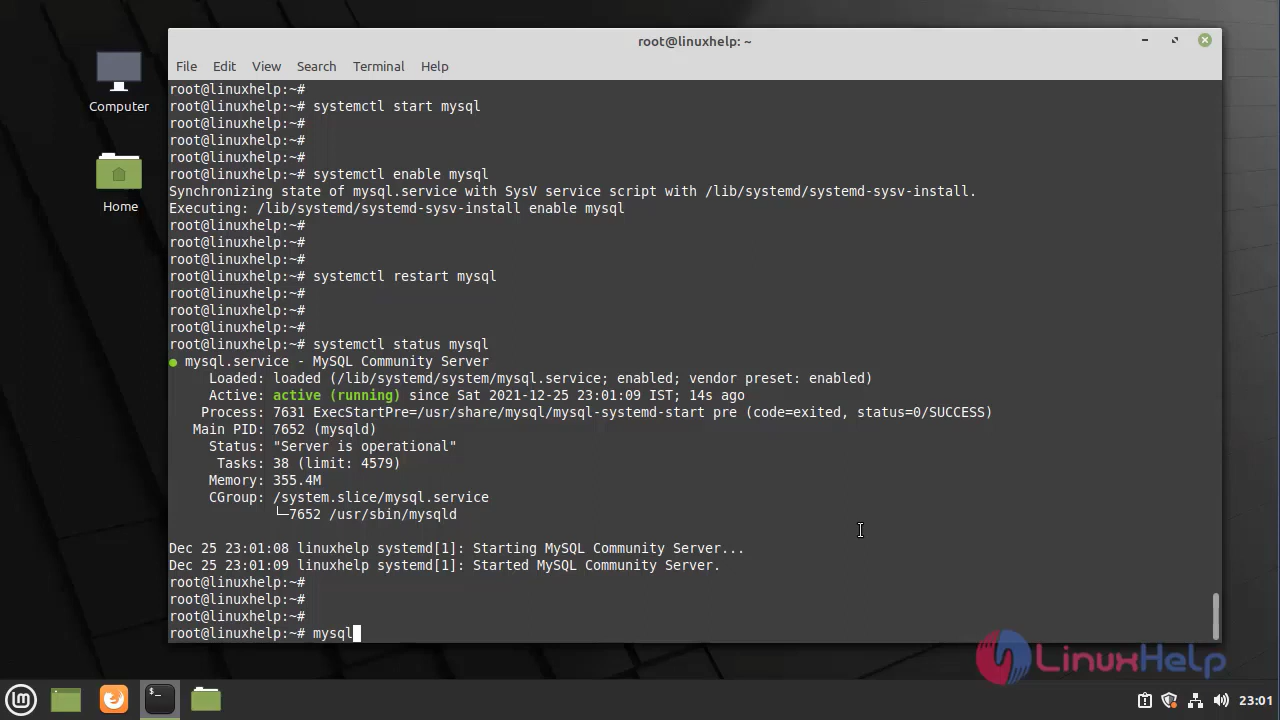 root@linuxhelp: ~
File Edit View Search Terminal Help
Computer
Home
root@linuxhelp:~#
root@linuxhelp:~# systemctl start mysql
root@linuxhelp:~#
root@linuxhelp:~#
root@linuxhelp:~#
root@linuxhelp:~# systemctl enable mysql
Synchronizing state of mysql.service with SysV service script with /lib/systemd/systemd-sysv-install.
Executing: /lib/systemd/systemd-sysv-install enable mysql
root@linuxhelp:~#
root@linuxhelp:~#
root@linuxhelp:~#
root@linuxhelp:~# systemctl restart mysql
root@linuxhelp:~#
root@linuxhelp:~#
root@linuxhelp:~#
root@linuxhelp:~# systemctl status mysql
● mysql.service - MySQL Community Server
Loaded: loaded (/lib/systemd/system/mysql.service; enabled; vendor preset: enabled)
Active: active (running) since Sat 2021-12-25 23:01:09 IST; 14s ago
Process: 7631 ExecStartPre=/usr/share/mysql/mysql-systemd-start pre (code=exited, status=0/SUCCESS)
Main PID: 7652 (mysqld)
Status: "Server is operational"
Tasks: 38 (limit: 4579)
Memory: 355.4M
CGroup: /system.slice/mysql.service
└─7652 /usr/sbin/mysqld
Dec 25 23:01:08 linuxhelp systemd[1]: Starting MySQL Community Server...
Dec 25 23:01:09 linuxhelp systemd[1]: Started MySQL Community Server.
root@linuxhelp:~#
root@linuxhelp:~#
root@linuxhelp:~#
root@linuxhelp:~# mysql
LinuxHelp
23:01